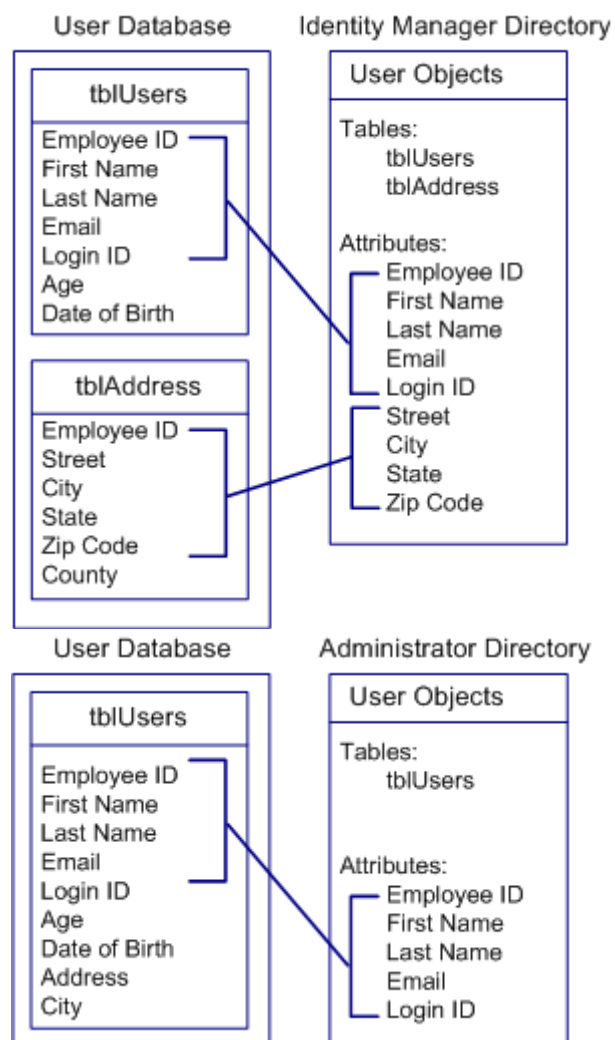 User Database
tblUsers
Employee ID
First Name
Last Name
Email
Login ID
Age
Date of Birth
tblAddress
Employee ID
Street
City
State
Zip Code
County
Identity Manager Directory
User Objects
Tables:
tblUsers
tblAddress
Attributes:
Employee ID
First Name
Last Name
Email
Login ID
Street
City
State
Zip Code
User Database
tblUsers
Employee ID
First Name
Last Name
Email
Login ID
Age
Date of Birth
Address
City
Administrator Directory
User Objects
Tables:
tblUsers
Attributes:
Employee ID
First Name
Last Name
Email
Login ID